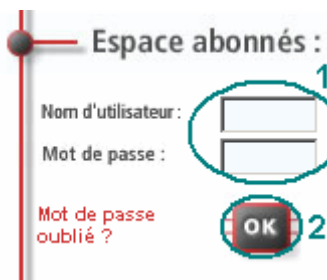 Espace abonnés :
1
Nom d'utilisateur :
Mot de passe :
Mot de passe
oublié ?
OK
2